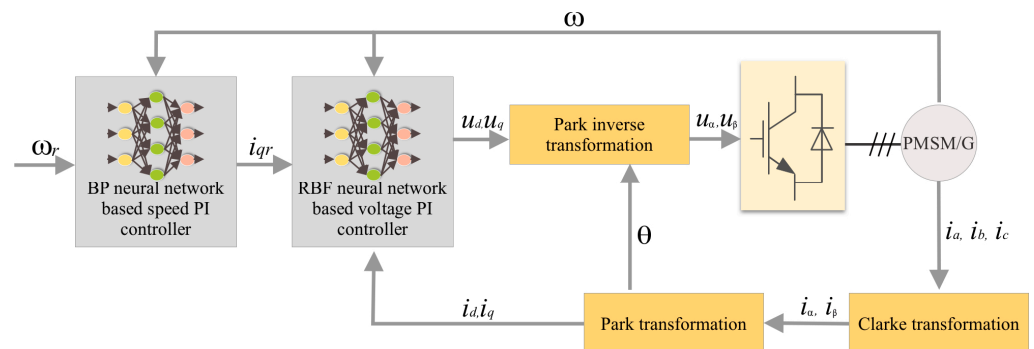 ω
ωr
BP neural network
based speed PI
controller
iqr
RBF neural network
based voltage PI
controller
ud,uq
Park inverse
transformation
uα,uβ
PMSM/G
θ
ia, ib, ic
id,iq
Park transformation
iα, iβ
Clarke transformation